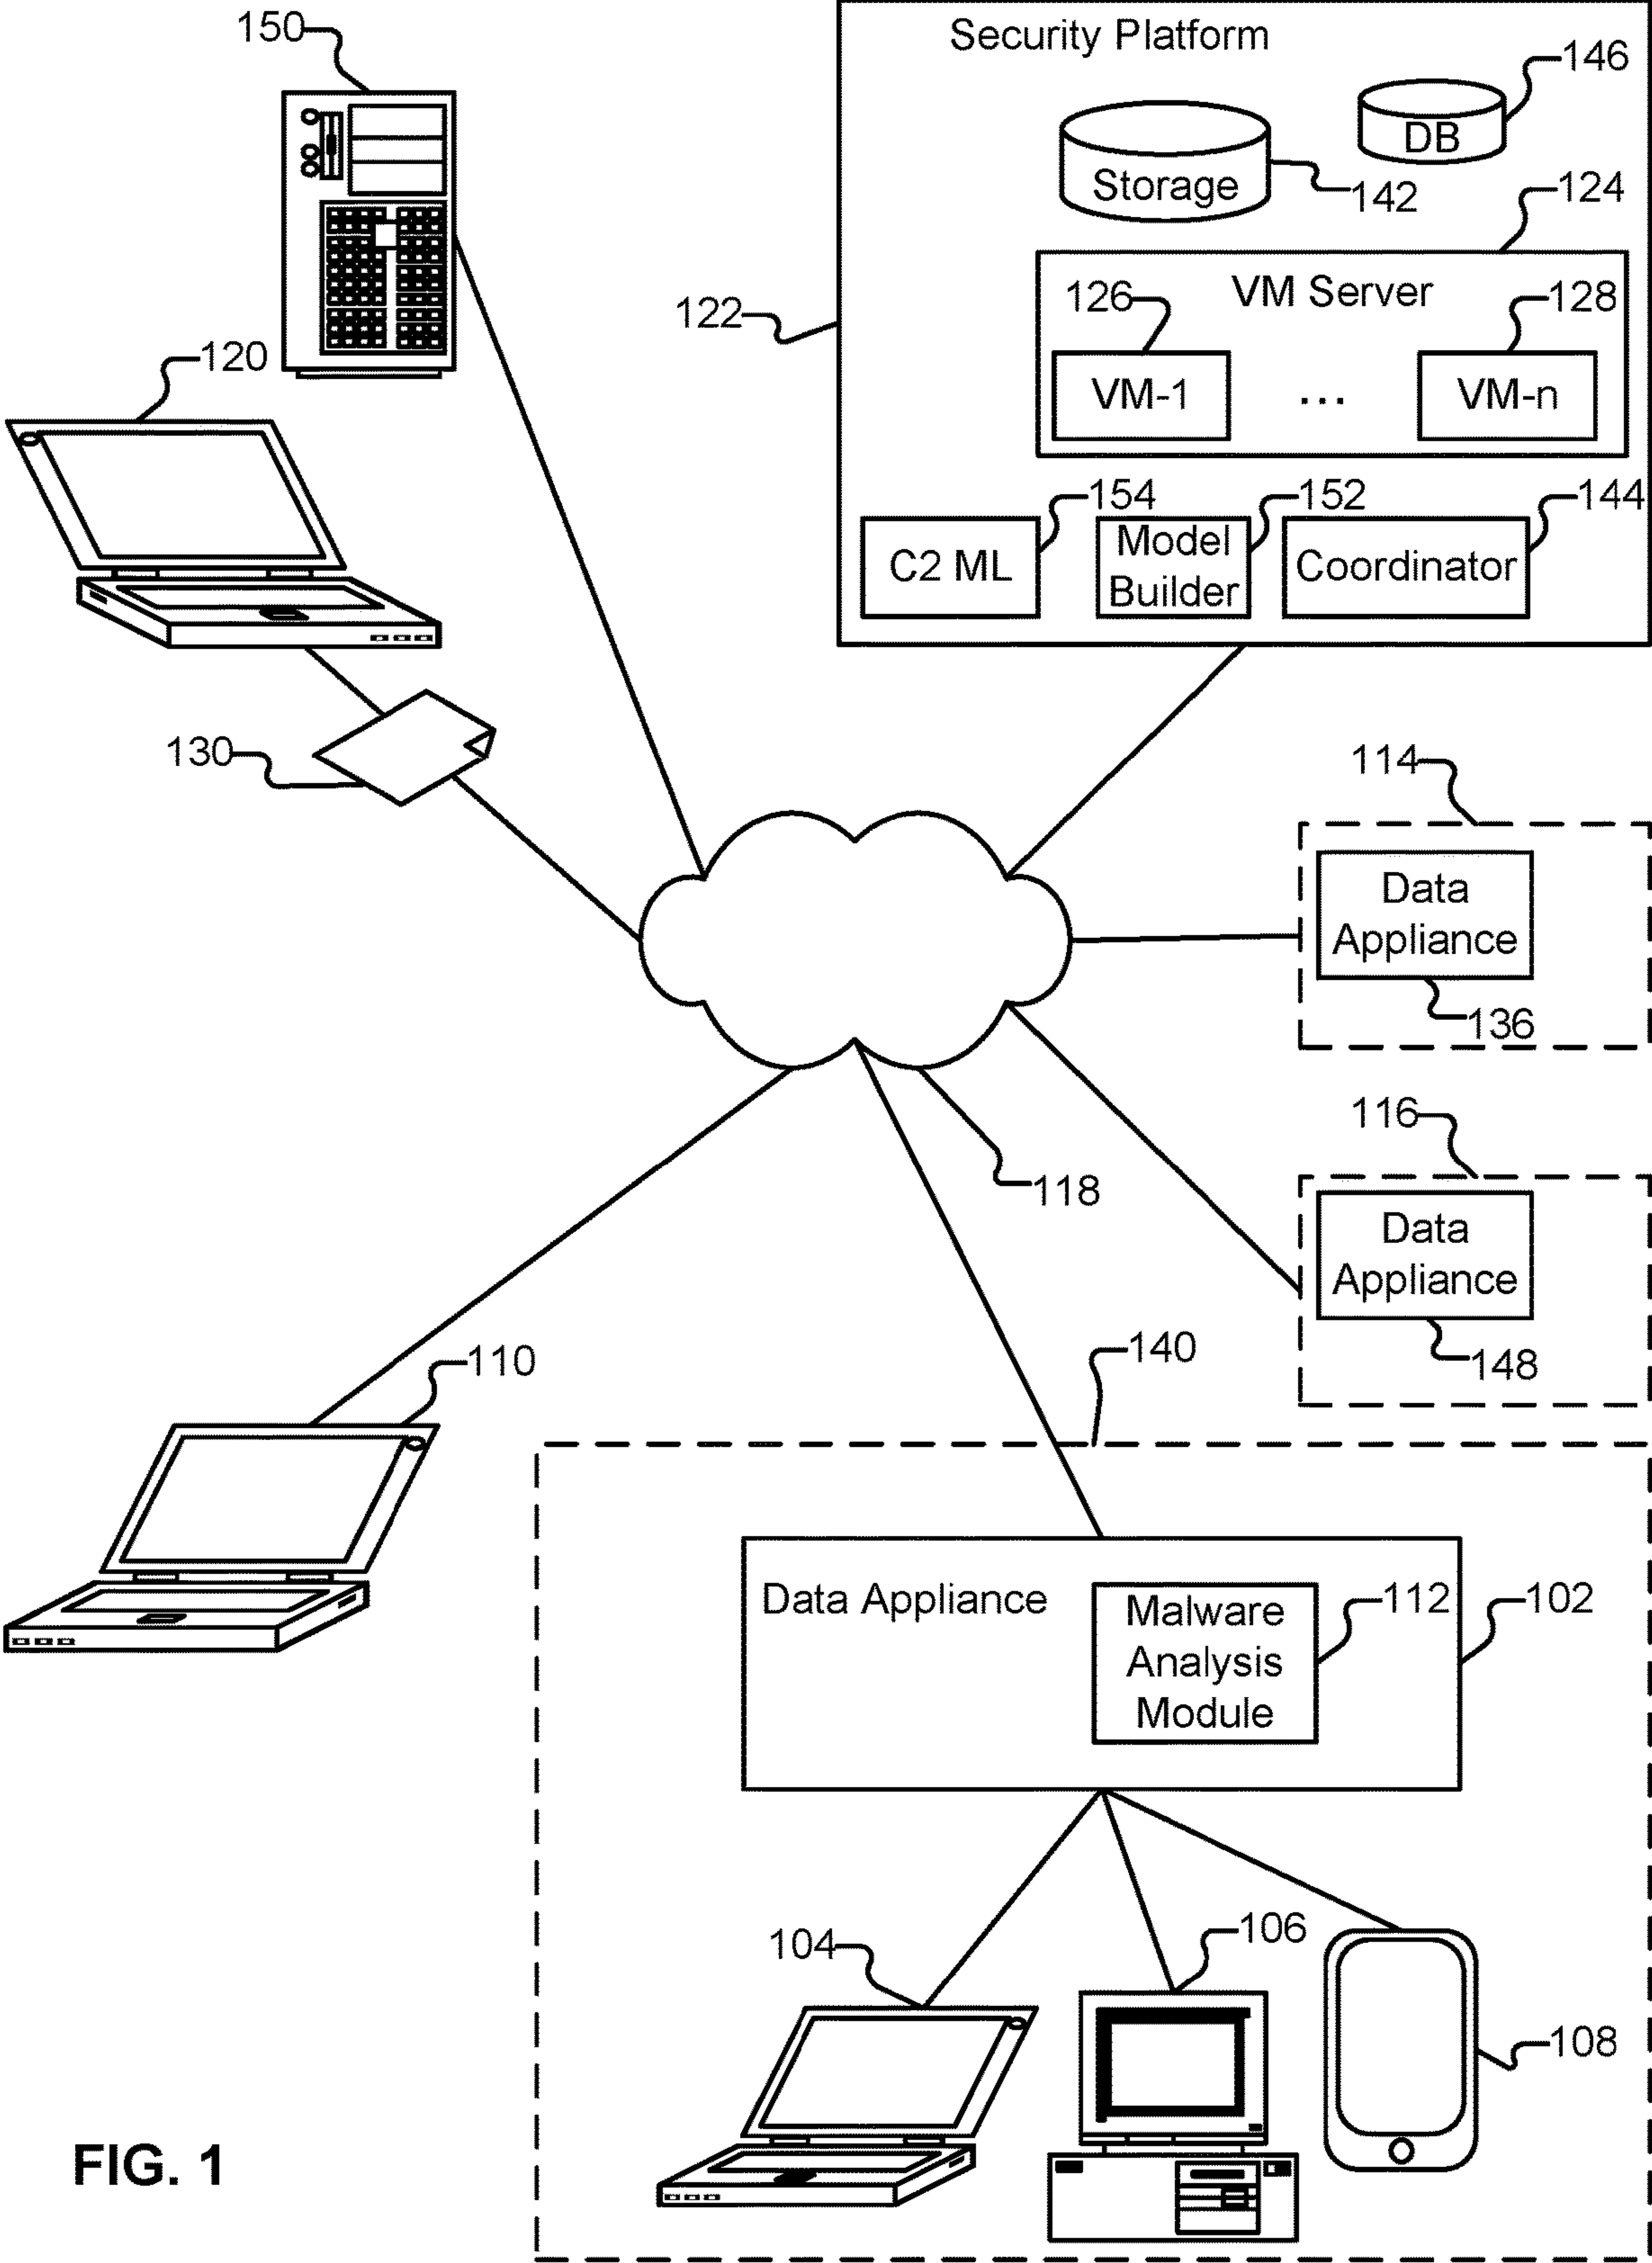 150
Security Platform
146
DB
Storage
142
124
122
126
VM Server
128
VM-1
...
VM-n
120
154
152
144
C2 ML
Model
Builder
Coordinator
130
114
Data
Appliance
136
116
118
Data
Appliance
148
140
110
Data Appliance
Malware
Analysis
Module
112
102
104
106
108
FIG. 1